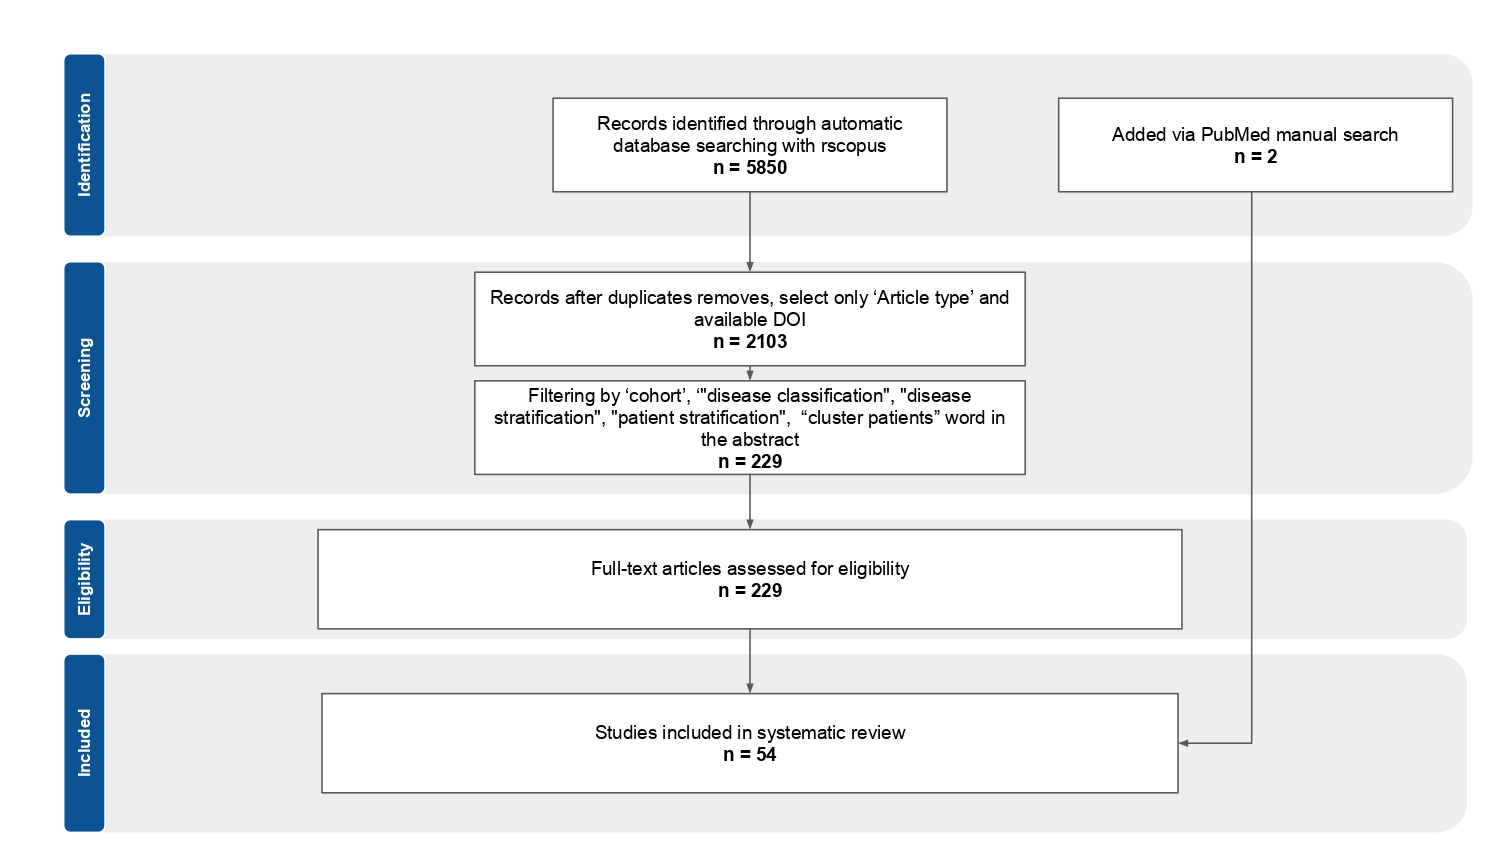 Identification
Records identified through automatic
database searching with rscopus
n = 5850
Added via PubMed manual search
n = 2
Screening
Records after duplicates removes, select only ‘Article type’ and
available DOI
n = 2103
Filtering by ‘cohort’, ‘"disease classification", "disease
stratification", "patient stratification",  “cluster patients” word in
the abstract
n = 229
Eligibility
Full-text articles assessed for eligibility
n = 229
Included
Studies included in systematic review
n = 54